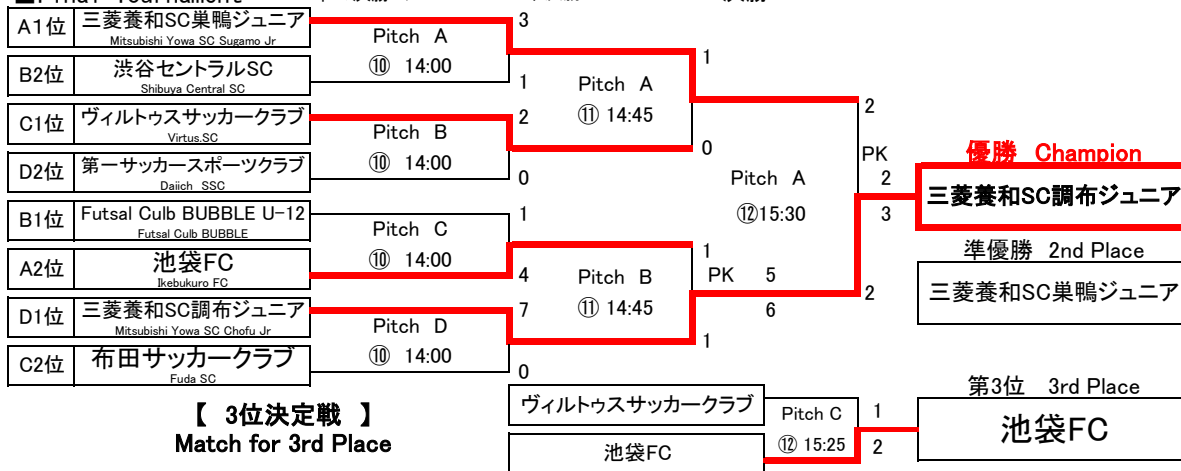 A1位 三菱養和SC巣鴨ジュニア
Mitsubishi Yowa SC Sugamo Jr
B2位 渋谷セントラルSC
Shibuya Central SC
C1位 ヴィルトゥスサッカークラブ
Virtus.SC
D2位 第一サッカースポーツクラブ
Daiich SSC
B1位 Futsal Culb BUBBLE U-12
Futsal Culb BUBBLE
A2位 池袋FC
Ikebukuro FC
D1位 三菱養和SC調布ジュニア
Mitsubishi Yowa SC Chofu Jr
C2位 布田サッカークラブ
Fuda SC
Pitch A
⑩ 14:00
3
1
Pitch B
⑩ 14:00
2
0
Pitch C
⑩ 14:00
1
4
Pitch D
⑩ 14:00
7
0
Pitch A
⑪ 14:45
1
0
Pitch B
⑪ 14:45
1
PK 5
6
1
Pitch A
⑫15:30
2
PK
2
3
2
優勝 Champion
三菱養和SC調布ジュニア
準優勝 2nd Place
三菱養和SC巣鴨ジュニア
【 3位決定戦 】
Match for 3rd Place
ヴィルトゥスサッカークラブ
池袋FC
Pitch C
⑫ 15:25
1
2
第3位 3rd Place
池袋FC